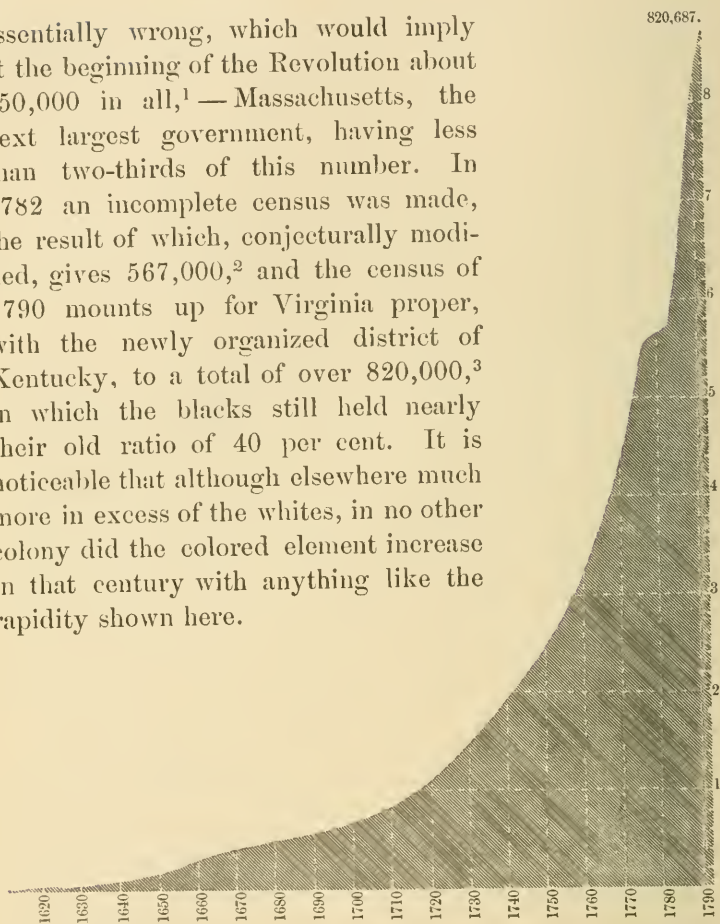 ssentially wrong, which would imply
t the beginning of the Revolution about
50,000 in all,¹ — Massachusetts, the
ext largest government, having less
nan two-thirds of this number. In
782 an incomplete census was made,
he result of which, conjecturally modi-
ed, gives 567,000,² and the census of
790 mounts up for Virginia proper,
with the newly organized district of
Kentucky, to a total of over 820,000,³
n which the blacks still held nearly
their old ratio of 40 per cent. It is
noticeable that although elsewhere much
more in excess of the whites, in no other
colony did the colored element increase
n that century with anything like the
rapidity shown here.
820,687.
8
7
6
5
4
3
2
1
1620 1630 1640 1650 1660 1670 1680 1690 1700 1710 1720 1730 1740 1750 1760 1770 1780 1790